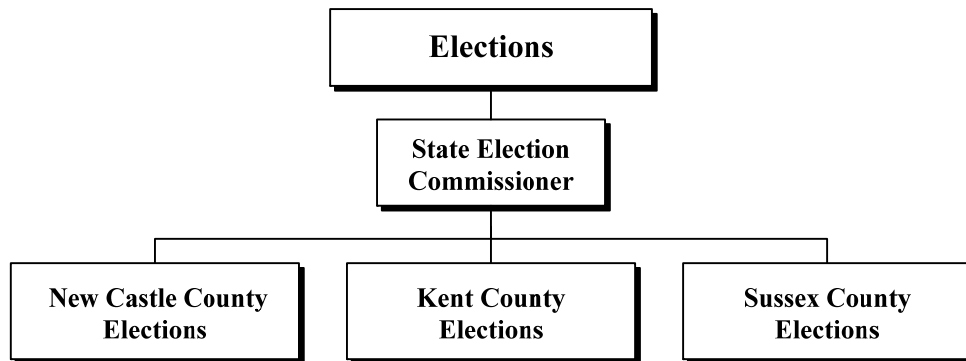 Elections
State Election
Commissioner
New Castle County
Elections
Kent County
Elections
Sussex County
Elections